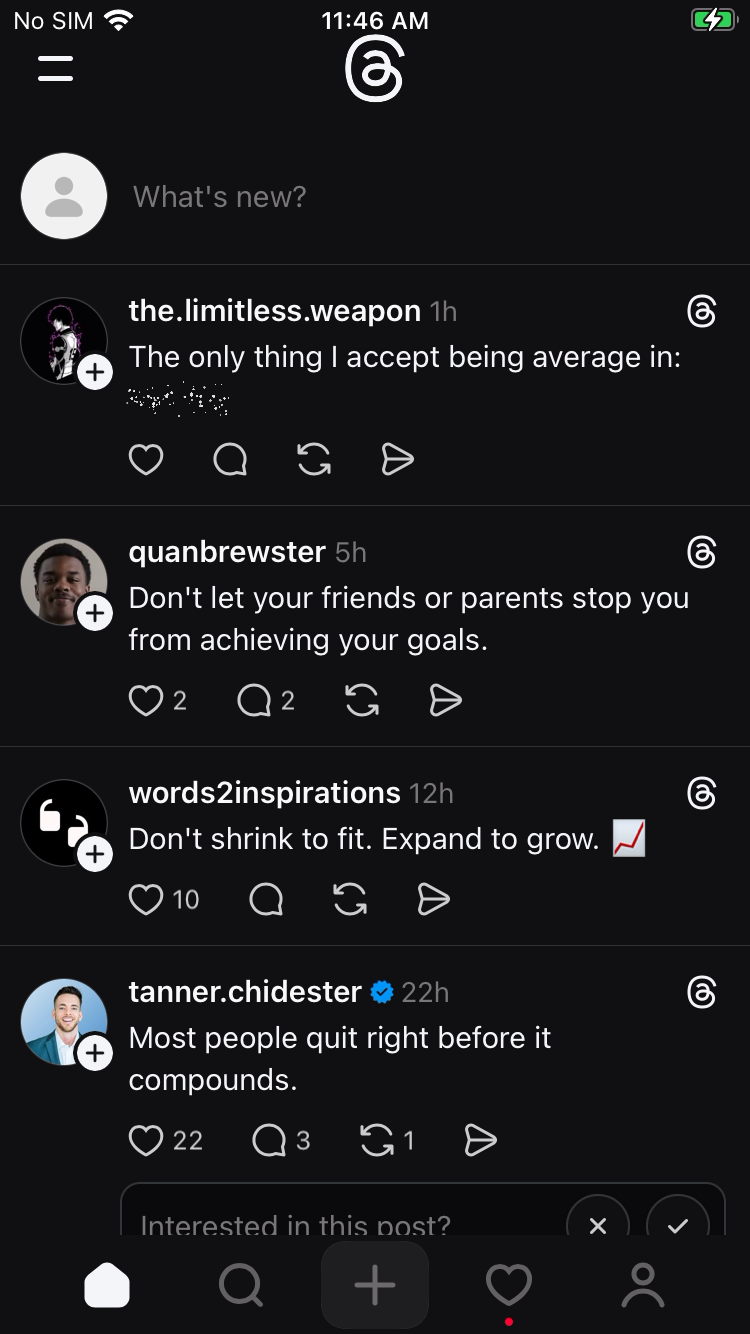 No SIM 11:46 AM
What's new?
the.limitless.weapon 1h
The only thing I accept being average in:
quanbrewster 5h
Don't let your friends or parents stop you
from achieving your goals.
2 2
words2inspirations 12h
Don't shrink to fit. Expand to grow. 📈
10
tanner.chidester 22h
Most people quit right before it
compounds.
22 3 1
Interested in this post?